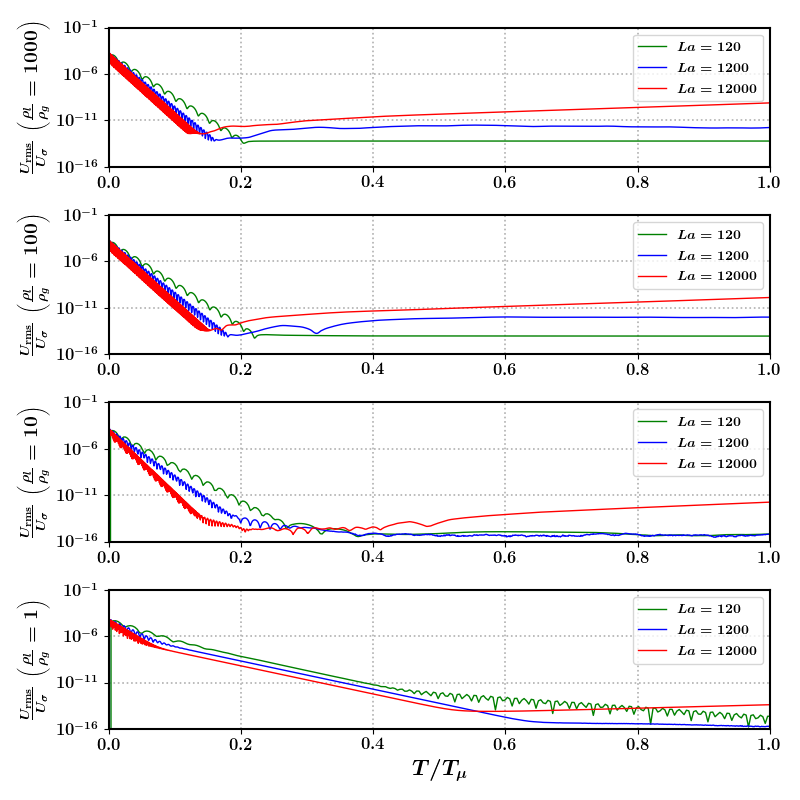 10⁻¹
10⁻⁶
10⁻¹¹
10⁻¹⁶
U_rms/U_σ (ρ_l/ρ_g = 1000)
La = 120
La = 1200
La = 12000
0.0 0.2 0.4 0.6 0.8 1.0
10⁻¹
10⁻⁶
10⁻¹¹
10⁻¹⁶
U_rms/U_σ (ρ_l/ρ_g = 100)
La = 120
La = 1200
La = 12000
0.0 0.2 0.4 0.6 0.8 1.0
10⁻¹
10⁻⁶
10⁻¹¹
10⁻¹⁶
U_rms/U_σ (ρ_l/ρ_g = 10)
La = 120
La = 1200
La = 12000
0.0 0.2 0.4 0.6 0.8 1.0
10⁻¹
10⁻⁶
10⁻¹¹
10⁻¹⁶
U_rms/U_σ (ρ_l/ρ_g = 1)
La = 120
La = 1200
La = 12000
0.0 0.2 0.4 0.6 0.8 1.0
T/T_μ